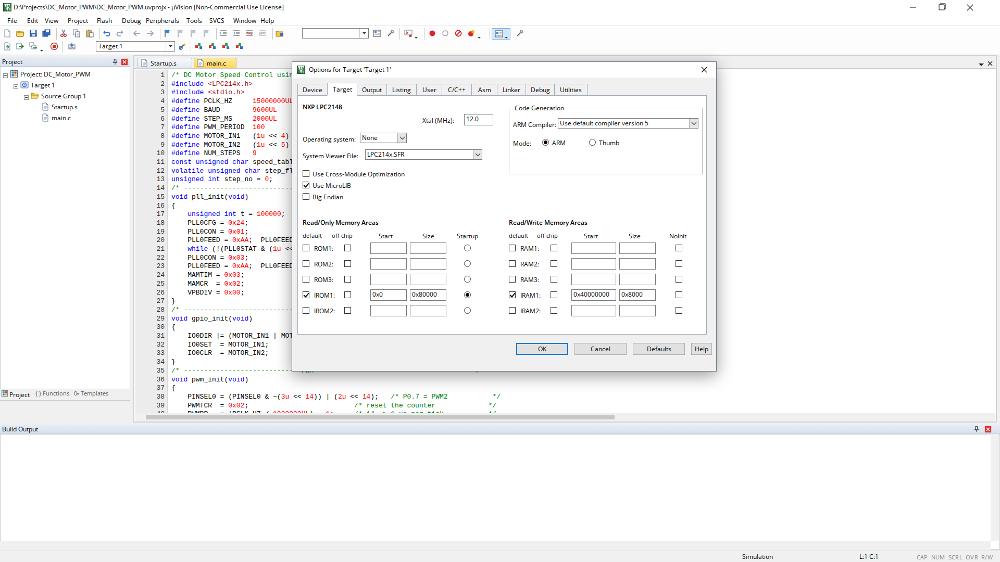 D:\Projects\DC_Motor_PWM\DC_Motor_PWM.uvprojx - µVision [Non-Commercial Use License]
File Edit View Project Flash Debug Peripherals Tools SVCS Window Help
Target 1
Project
Project: DC_Motor_PWM
Target 1
Source Group 1
Startup.s
main.c
Project { } Functions 0• Templates
Startup.s main.c
1 /* DC Motor Speed Control usin
2 #include <LPC214x.h>
3 #include <stdio.h>
4 #define PCLK_HZ     15000000UL
5 #define BAUD        9600UL
6 #define STEP_MS     2000UL
7 #define PWM_PERIOD  100
8 #define MOTOR_IN1   (1u << 4)
9 #define MOTOR_IN2   (1u << 5)
10 #define NUM_STEPS   9
11 const unsigned char speed_tabl
12 volatile unsigned char step_fl
13 unsigned int step_no = 0;
14 /* ---------------------------
15 void pll_init(void)
16 {
17     unsigned int t = 100000;
18     PLL0CFG = 0x24;
19     PLL0CON = 0x01;
20     PLL0FEED = 0xAA;  PLL0FEED
21     while (!(PLL0STAT & (1u <<
22     PLL0CON = 0x03;
23     PLL0FEED = 0xAA;  PLL0FEED
24     MAMTIM = 0x03;
25     MAMCR  = 0x02;
26     VPBDIV = 0x00;
27 }
28 /* ---------------------------
29 void gpio_init(void)
30 {
31     IO0DIR |= (MOTOR_IN1 | MOT
32     IO0SET  = MOTOR_IN1;
33     IO0CLR  = MOTOR_IN2;
34 }
35 /* ---------------------------- PWM
36 void pwm_init(void)
37 {
38     PINSEL0 = (PINSEL0 & ~(3u << 14)) | (2u << 14);   /* P0.7 = PWM2           */
39     PWMTCR  = 0x02;                          /* reset the counter             */
Options for Target 'Target 1'
Device Target Output Listing User C/C++ Asm Linker Debug Utilities
NXP LPC2148
Xtal (MHz): 12.0
Operating system: None
System Viewer File: LPC214x.SFR
Use Cross-Module Optimization
Use MicroLIB
Big Endian
Code Generation
ARM Compiler: Use default compiler version 5
Mode: ARM Thumb
Read/Only Memory Areas
default off-chip Start Size Startup
ROM1:
ROM2:
ROM3:
IROM1: 0x0 0x80000
IROM2:
Read/Write Memory Areas
default off-chip Start Size NoInit
RAM1:
RAM2:
RAM3:
IRAM1: 0x40000000 0x8000
IRAM2:
OK Cancel Defaults Help
Build Output
Simulation L:1 C:1 CAP NUM SCRL OVR R/W